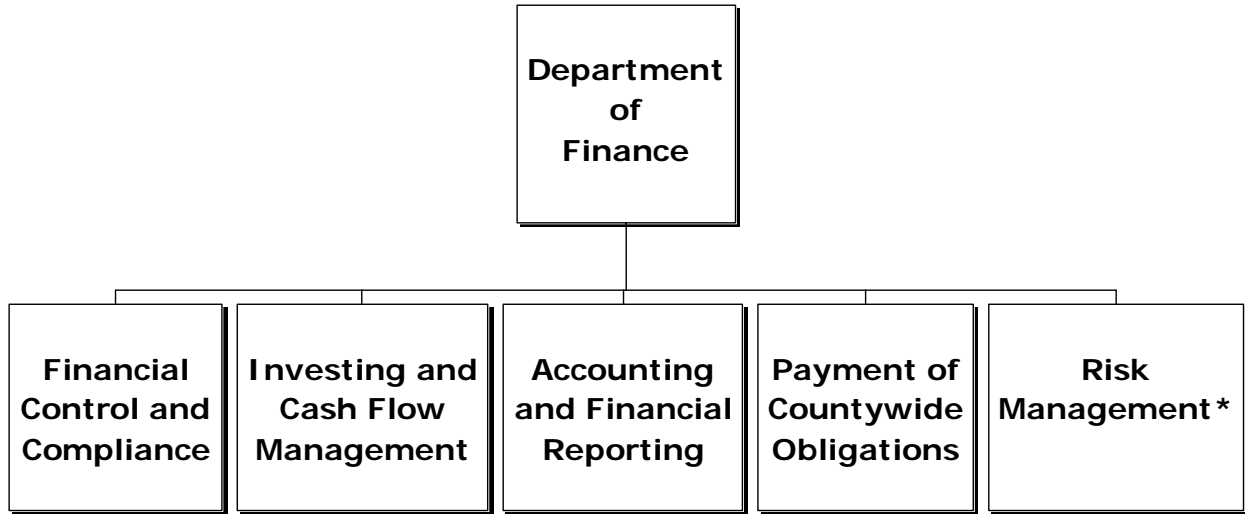 Department
of
Finance
Financial
Control and
Compliance
Investing and
Cash Flow
Management
Accounting
and Financial
Reporting
Payment of
Countywide
Obligations
Risk
Management*